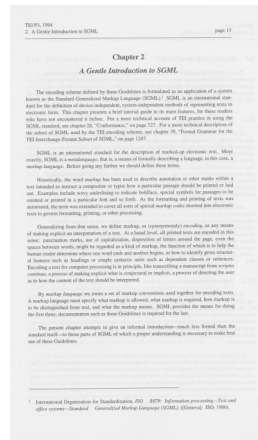 TEI P3, 1994
2. A Gentle Introduction to SGML page 13
Chapter 2
A Gentle Introduction to SGML
The encoding scheme defined by these Guidelines is formulated as an application of a system
known as the Standard Generalized Markup Language (SGML).¹ SGML is an international stan-
dard for the definition of device-independent, system-independent methods of representing texts in
electronic form. This chapter presents a brief tutorial guide to its main features, for those readers
who have not encountered it before. For a more technical account of TEI practice in using the
SGML standard, see chapter 28, "Conformance," on page 727. For a more technical description of
the subset of SGML used by the TEI encoding scheme, see chapter 39, "Formal Grammar for the
TEI-Interchange-Format Subset of SGML," on page 1247.
SGML is an international standard for the description of marked-up electronic text. More
exactly, SGML is a metalanguage, that is, a means of formally describing a language, in this case, a
markup language. Before going any further we should define these terms.
Historically, the word markup has been used to describe annotation or other marks within a
text intended to instruct a compositor or typist how a particular passage should be printed or laid
out. Examples include wavy underlining to indicate boldface, special symbols for passages to be
omitted or printed in a particular font and so forth. As the formatting and printing of texts was
automated, the term was extended to cover all sorts of special markup codes inserted into electronic
texts to govern formatting, printing, or other processing.
Generalizing from that sense, we define markup, or (synonymously) encoding, as any means
of making explicit an interpretation of a text. At a banal level, all printed texts are encoded in this
sense: punctuation marks, use of capitalization, disposition of letters around the page, even the
spaces between words, might be regarded as a kind of markup, the function of which is to help the
human reader determine where one word ends and another begins, or how to identify gross structur-
al features such as headings or simple syntactic units such as dependent clauses or sentences.
Encoding a text for computer processing is in principle, like transcribing a manuscript from scriptio
continua, a process of making explicit what is conjectural or implicit, a process of directing the user
as to how the content of the text should be interpreted.
By markup language we mean a set of markup conventions used together for encoding texts.
A markup language must specify what markup is allowed, what markup is required, how markup is
to be distinguished from text, and what the markup means. SGML provides the means for doing
the first three; documentation such as these Guidelines is required for the last.
The present chapter attempts to give an informal introduction—much less formal than the
standard itself—to those parts of SGML of which a proper understanding is necessary to make best
use of these Guidelines.
¹ International Organization for Standardization, ISO 8879: Information processing—Text and
office systems—Standard Generalized Markup Language (SGML), ([Geneva]: ISO, 1986).